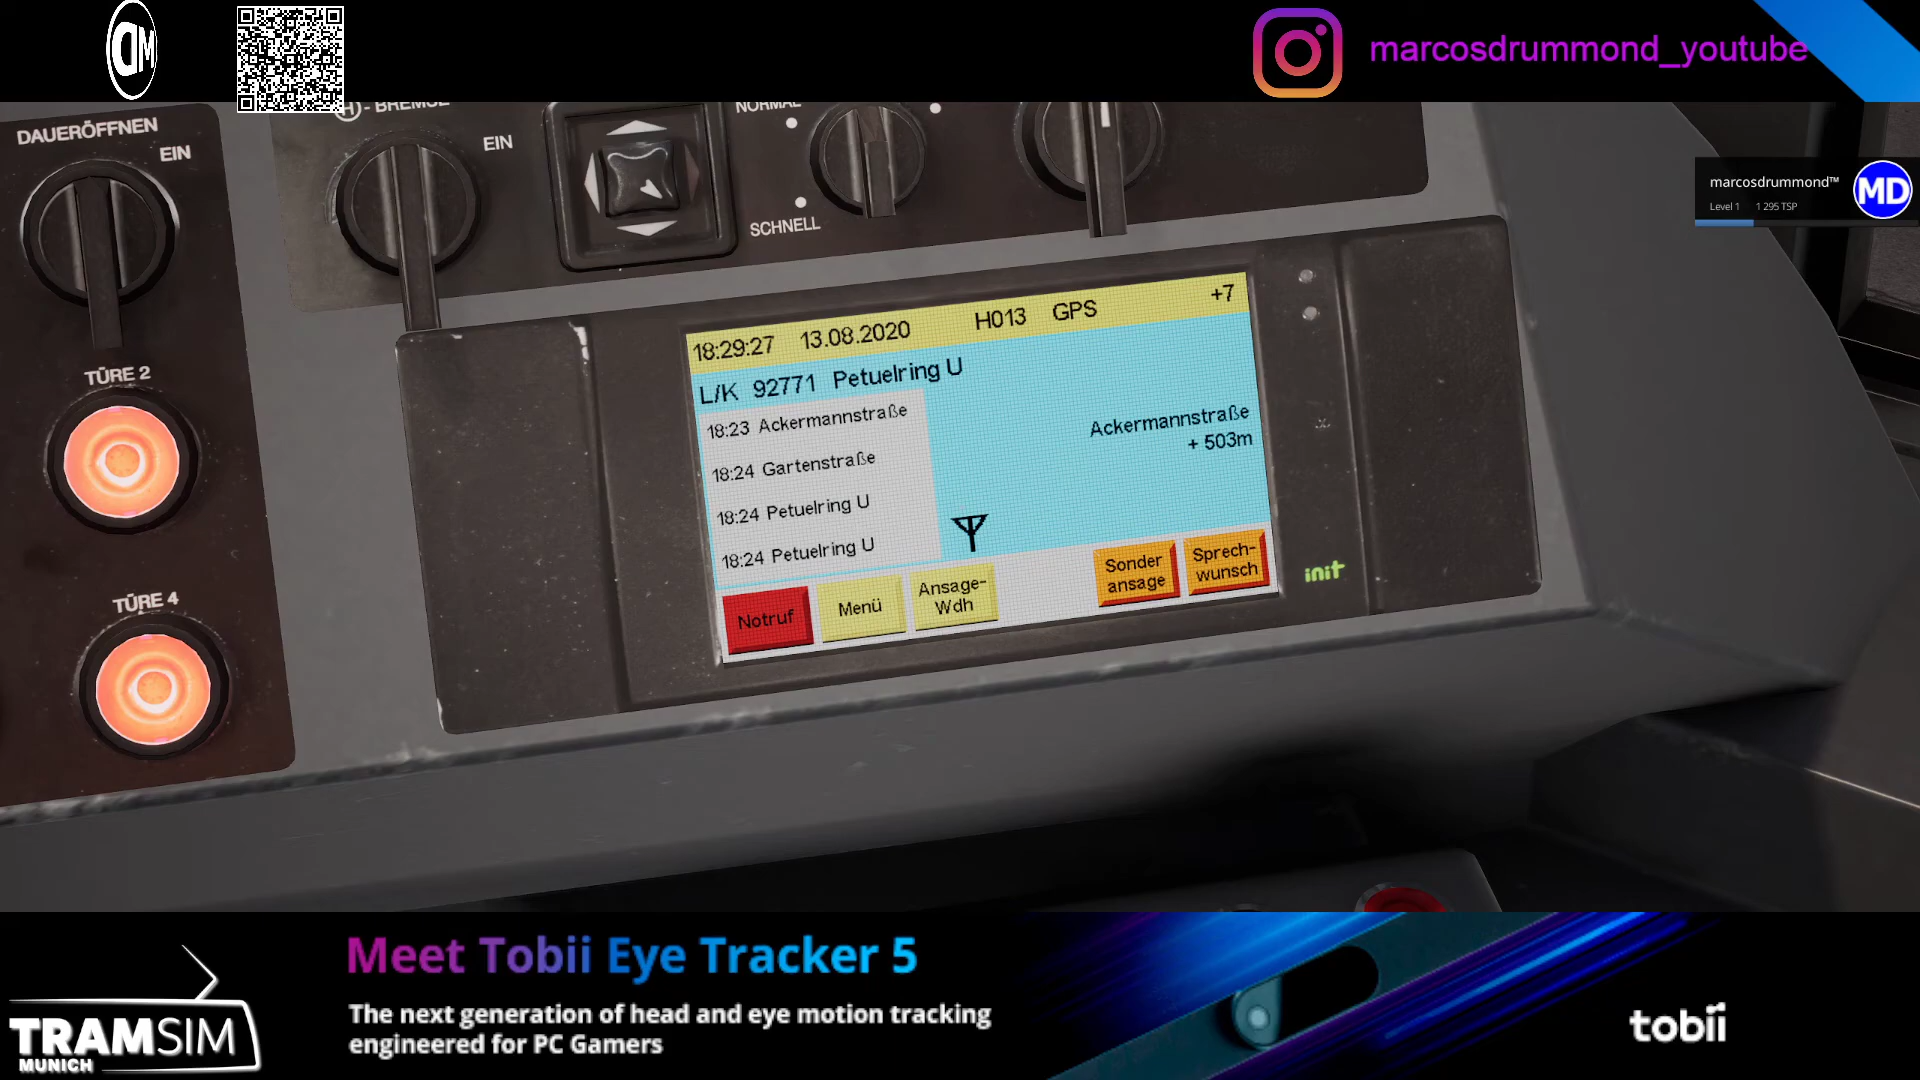 DM
marcosdrummond_youtube
DAUERÖFFNEN
EIN
(H) - BREMSE
EIN
NORMAL
SCHNELL
marcosdrummond™
Level 1 1 295 TSP
MD
18:29:27 13.08.2020 H013 GPS +7
L/K 92771 Petuelring U
18:23 Ackermannstraße
18:24 Gartenstraße
18:24 Petuelring U
18:24 Petuelring U
Ackermannstraße
+ 503m
Notruf
Menü
Ansage-
Wdh
Sonder
ansage
Sprech-
wunsch
init
TÜRE 2
TÜRE 4
Meet Tobii Eye Tracker 5
The next generation of head and eye motion tracking
engineered for PC Gamers
TRAMSIM
MUNICH
tobii